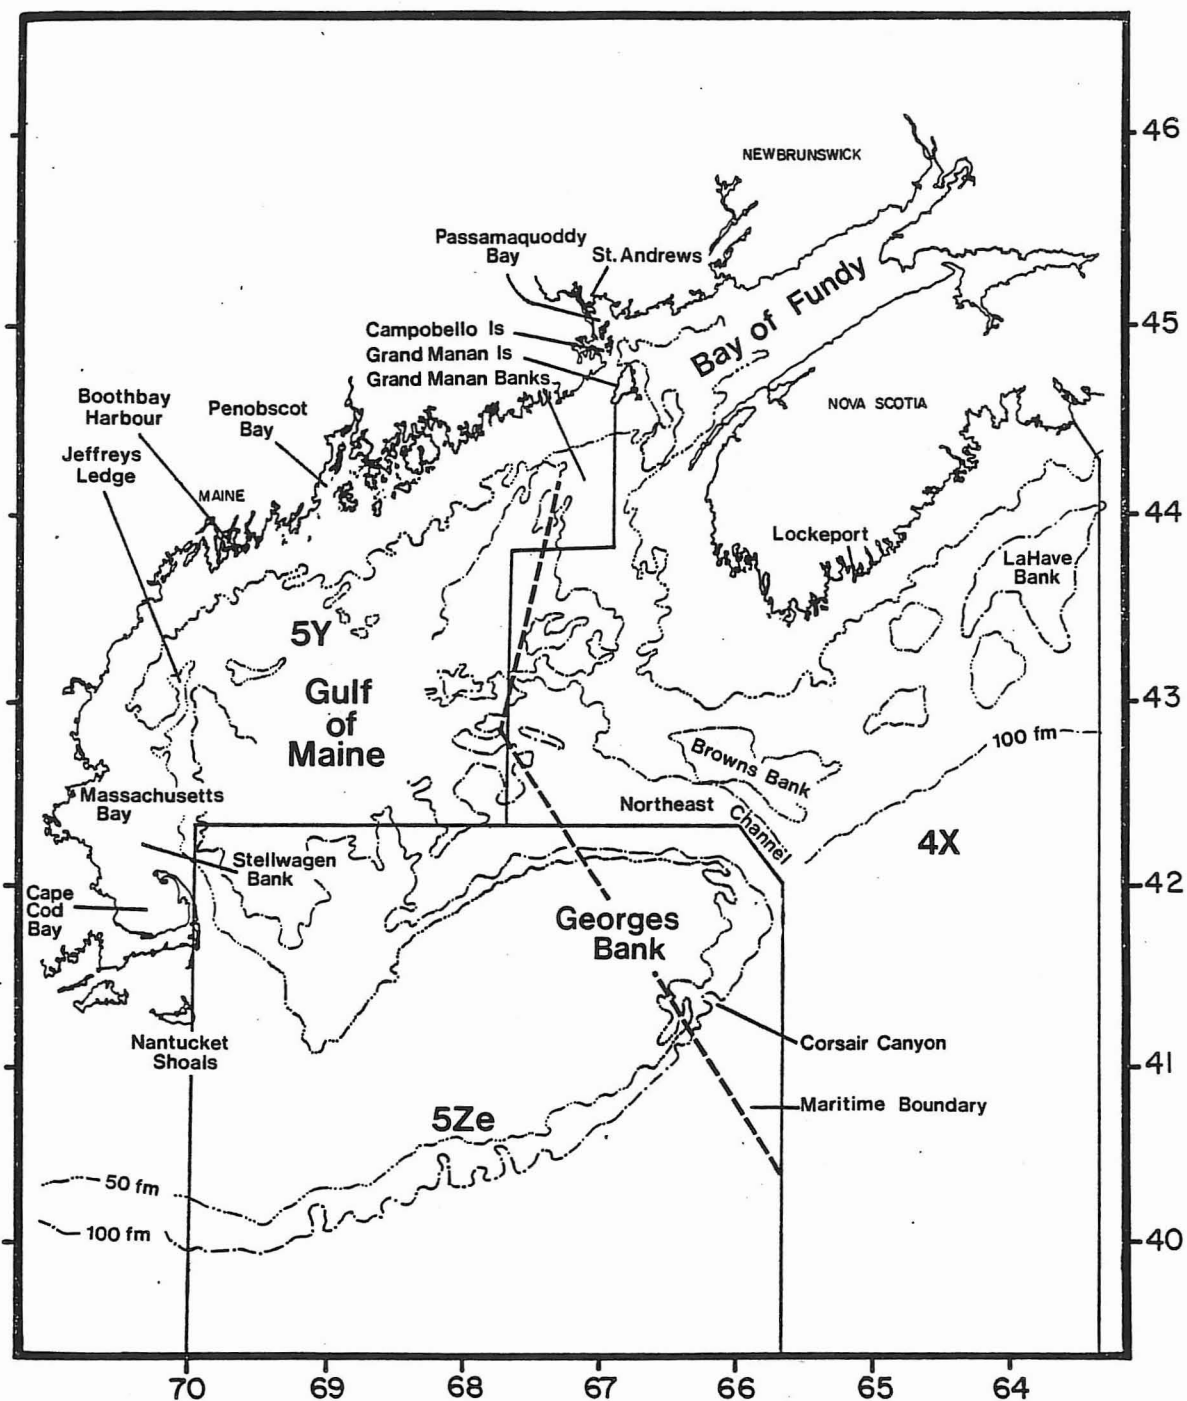 46
NEW BRUNSWICK
Passamaquoddy
Bay
St. Andrews
Bay of Fundy
45
Campobello Is
Grand Manan Is
Grand Manan Banks
Boothbay
Harbour
Penobscot
Bay
NOVA SCOTIA
Jeffreys
Ledge
MAINE
44
Lockeport
LaHave
Bank
5Y
Gulf
of
Maine
43
100 fm
Browns Bank
Massachusetts
Bay
Northeast
Channel
4X
Stellwagen
Bank
42
Cape
Cod
Bay
Georges
Bank
Nantucket
Shoals
Corsair Canyon
41
Maritime Boundary
5Ze
50 fm
100 fm
40
70
69
68
67
66
65
64